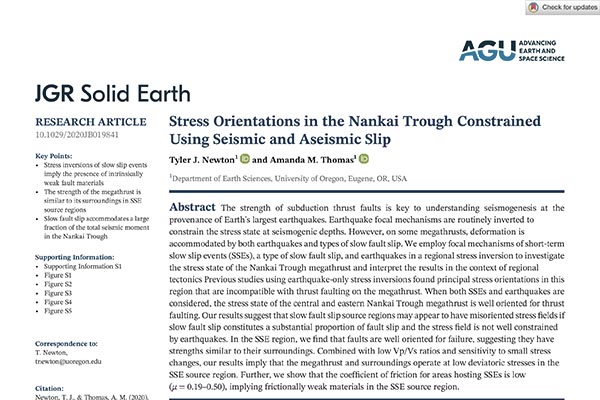 Check for updates
AGU ADVANCING
EARTH AND
SPACE SCIENCE
JGR Solid Earth
RESEARCH ARTICLE
10.1029/2020JB019841
Key Points:
• Stress inversions of slow slip events
imply the presence of intrinsically
weak fault materials
• The strength of the megathrust is
similar to its surroundings in SSE
source regions
• Slow fault slip accommodates a large
fraction of the total seismic moment
in the Nankai Trough
Supporting Information:
• Supporting Information S1
• Figure S1
• Figure S2
• Figure S3
• Figure S4
• Figure S5
Correspondence to:
T. Newton,
tnewton@uoregon.edu
Citation:
Newton, T. J., & Thomas, A. M. (2020).
Stress Orientations in the Nankai Trough Constrained
Using Seismic and Aseismic Slip
Tyler J. Newton¹ iD and Amanda M. Thomas¹ iD
¹Department of Earth Sciences, University of Oregon, Eugene, OR, USA
Abstract The strength of subduction thrust faults is key to understanding seismogenesis at the
provenance of Earth's largest earthquakes. Earthquake focal mechanisms are routinely inverted to
constrain the stress state at seismogenic depths. However, on some megathrusts, deformation is
accommodated by both earthquakes and types of slow fault slip. We employ focal mechanisms of short-term
slow slip events (SSEs), a type of slow fault slip, and earthquakes in a regional stress inversion to investigate
the stress state of the Nankai Trough megathrust and interpret the results in the context of regional
tectonics Previous studies using earthquake-only stress inversions found principal stress orientations in this
region that are incompatible with thrust faulting on the megathrust. When both SSEs and earthquakes are
considered, the stress state of the central and eastern Nankai Trough megathrust is well oriented for thrust
faulting. Our results suggest that slow fault slip source regions may appear to have misoriented stress fields if
slow fault slip constitutes a substantial proportion of fault slip and the stress field is not well constrained
by earthquakes. In the SSE region, we find that faults are well oriented for failure, suggesting they have
strengths similar to their surroundings. Combined with low Vp/Vs ratios and sensitivity to small stress
changes, our results imply that the megathrust and surroundings operate at low deviatoric stresses in the
SSE source region. Further, we show that the coefficient of friction for areas hosting SSEs is low
(μ = 0.19–0.50), implying frictionally weak materials in the SSE source region.